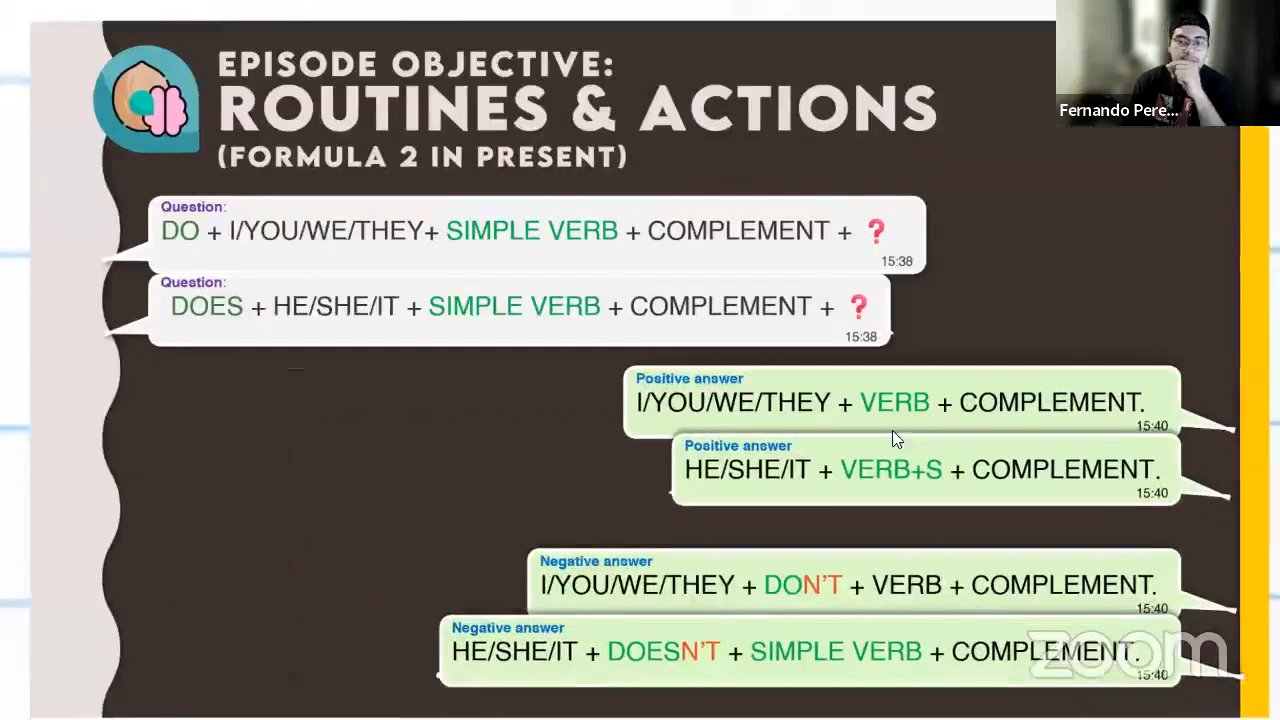 EPISODE OBJECTIVE:
ROUTINES & ACTIONS
(FORMULA 2 IN PRESENT)
Fernando Pere...
Question:
DO + I/YOU/WE/THEY+ SIMPLE VERB + COMPLEMENT + ❓
15:38
Question:
DOES + HE/SHE/IT + SIMPLE VERB + COMPLEMENT + ❓
15:38
Positive answer
I/YOU/WE/THEY + VERB + COMPLEMENT.
15:40
Positive answer
HE/SHE/IT + VERB+S + COMPLEMENT.
15:40
Negative answer
I/YOU/WE/THEY + DON'T + VERB + COMPLEMENT.
15:40
Negative answer
HE/SHE/IT + DOESN'T + SIMPLE VERB + COMPLEMENT.
15:40
zoom